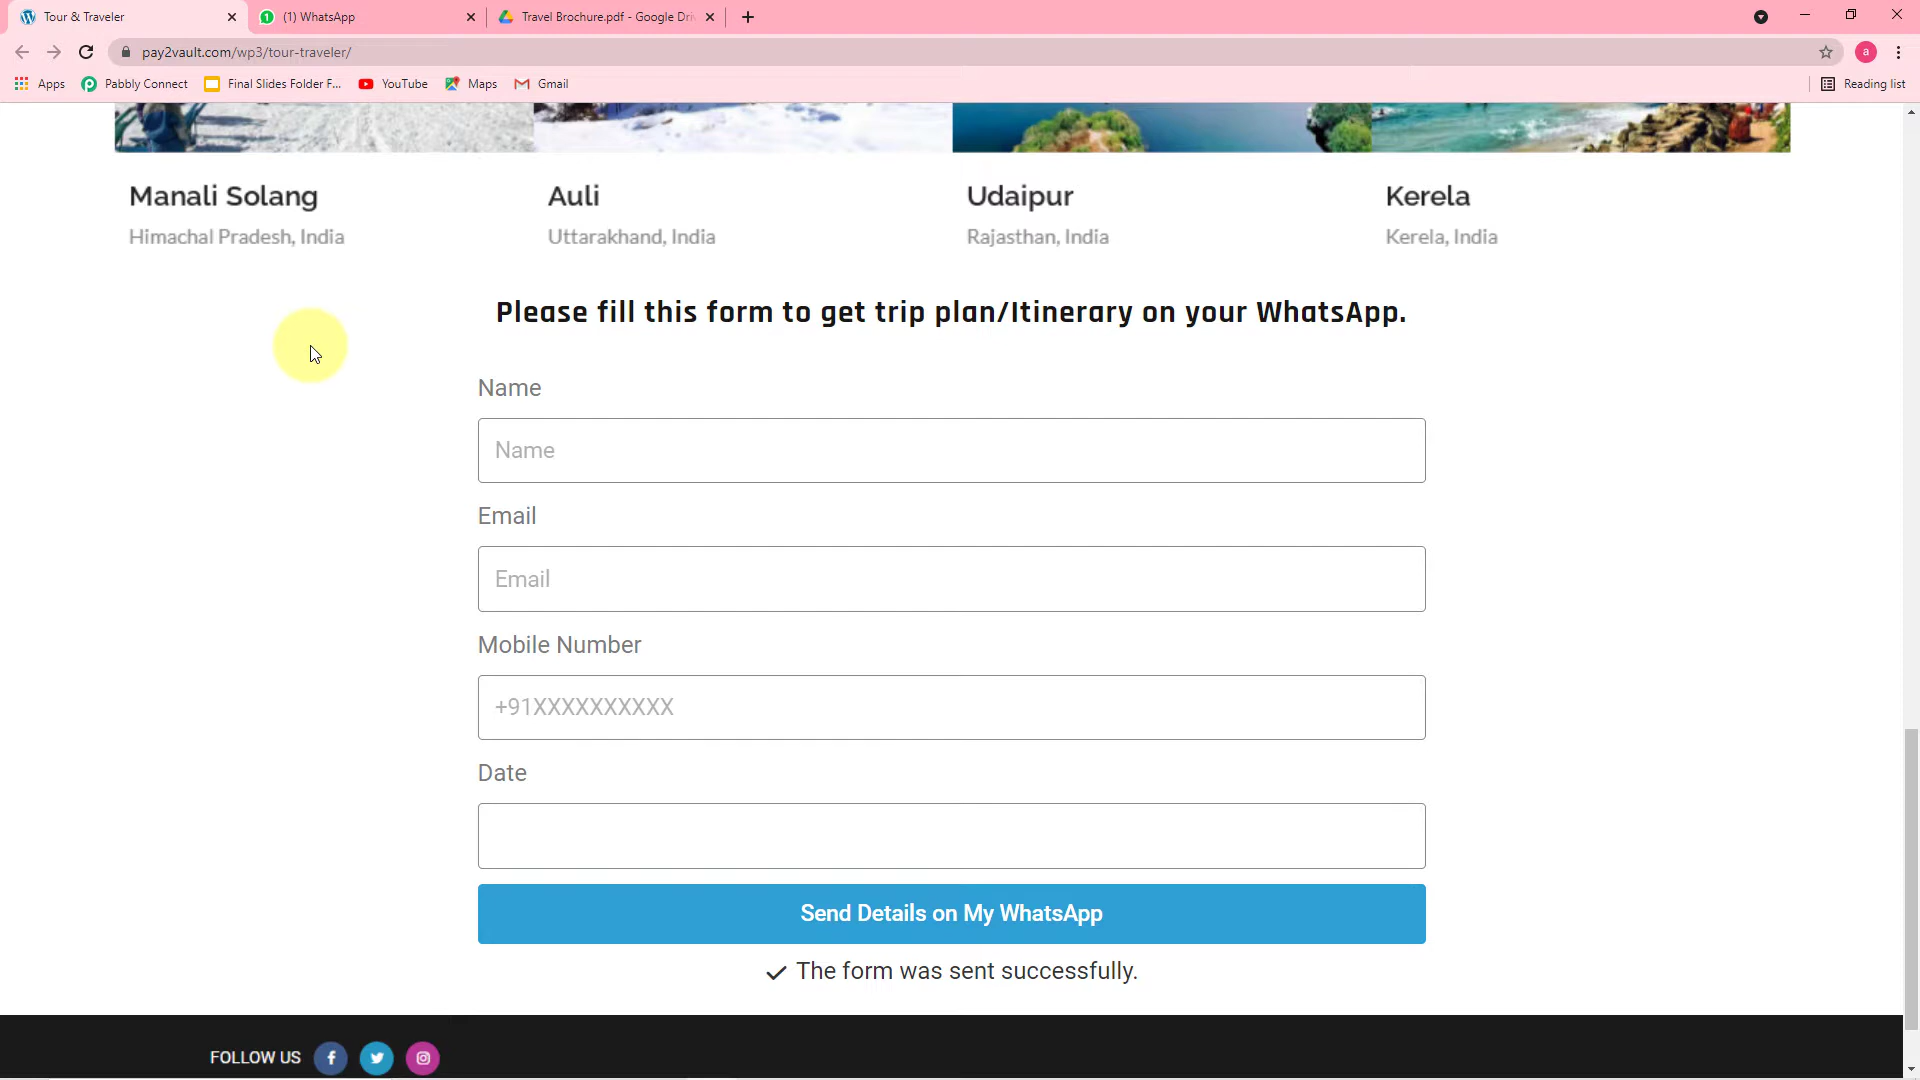 Tour & Traveler
1
(1) WhatsApp
Travel Brochure.pdf - Google Dri
pay2vault.com/wp3/tour-traveler/
a
Apps
Pabbly Connect
Final Slides Folder F...
YouTube
Maps
Gmail
Reading list
Manali Solang
Auli
Udaipur
Kerela
Himachal Pradesh, India
Uttarakhand, India
Rajasthan, India
Kerela, India
Please fill this form to get trip plan/Itinerary on your WhatsApp.
Name
Name
Email
Email
Mobile Number
+91XXXXXXXXXX
Date
Send Details on My WhatsApp
The form was sent successfully.
FOLLOW US